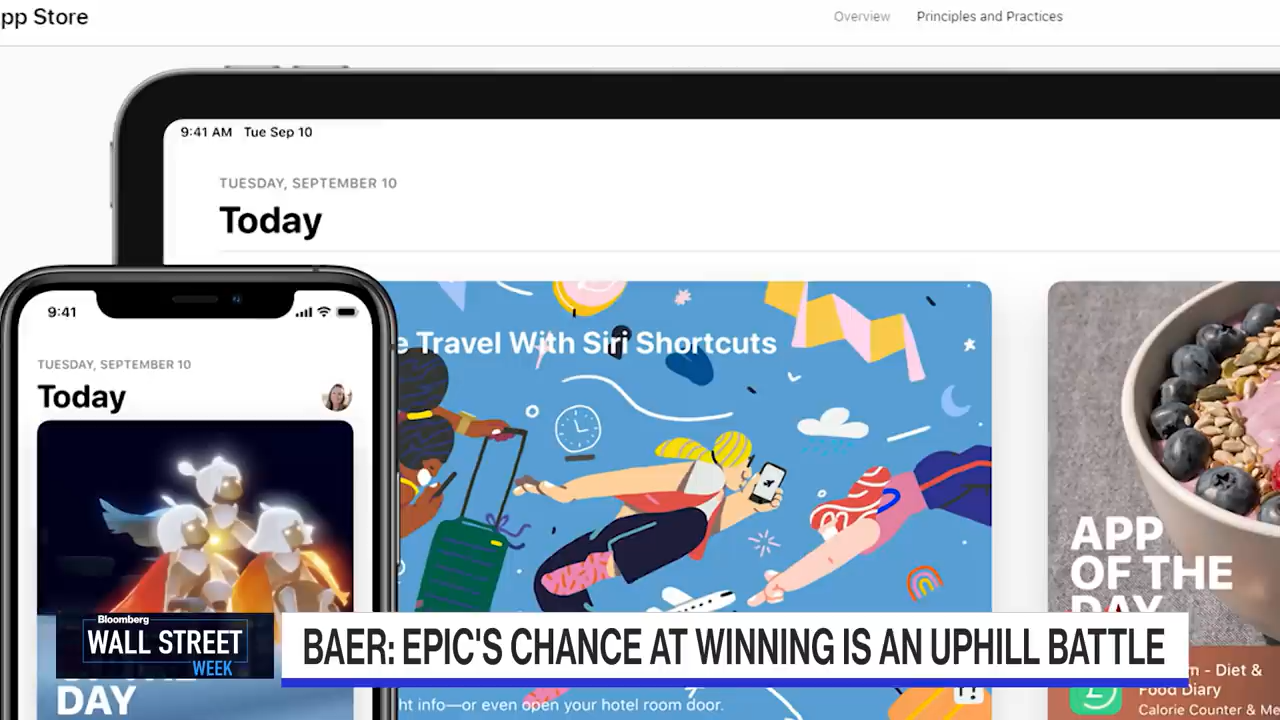 pp Store
Overview Principles and Practices
9:41 AM Tue Sep 10
TUESDAY, SEPTEMBER 10
Today
9:41
TUESDAY, SEPTEMBER 10
Today
e Travel With Siri Shortcuts
APP
OF THE
DAY
Bloomberg
WALL STREET
WEEK
BAER: EPIC'S CHANCE AT WINNING IS AN UPHILL BATTLE
DAY
ht info—or even open your hotel room door.
m - Diet &
Food Diary
Calorie Counter & Me